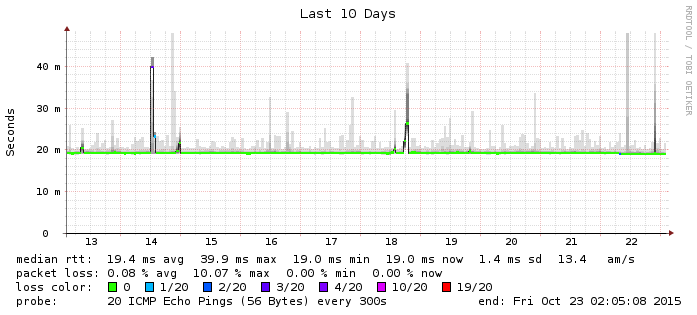 Last 10 Days
RRDTOOL / TOBI OETIKER
Seconds
40 m
30 m
20 m
10 m
0
13 14 15 16 17 18 19 20 21 22
median rtt: 19.4 ms avg 39.9 ms max 19.0 ms min 19.0 ms now 1.4 ms sd 13.4 am/s
packet loss: 0.08 % avg 10.07 % max 0.00 % min 0.00 % now
loss color: 0 1/20 2/20 3/20 4/20 10/20 19/20
probe: 20 ICMP Echo Pings (56 Bytes) every 300s end: Fri Oct 23 02:05:08 2015